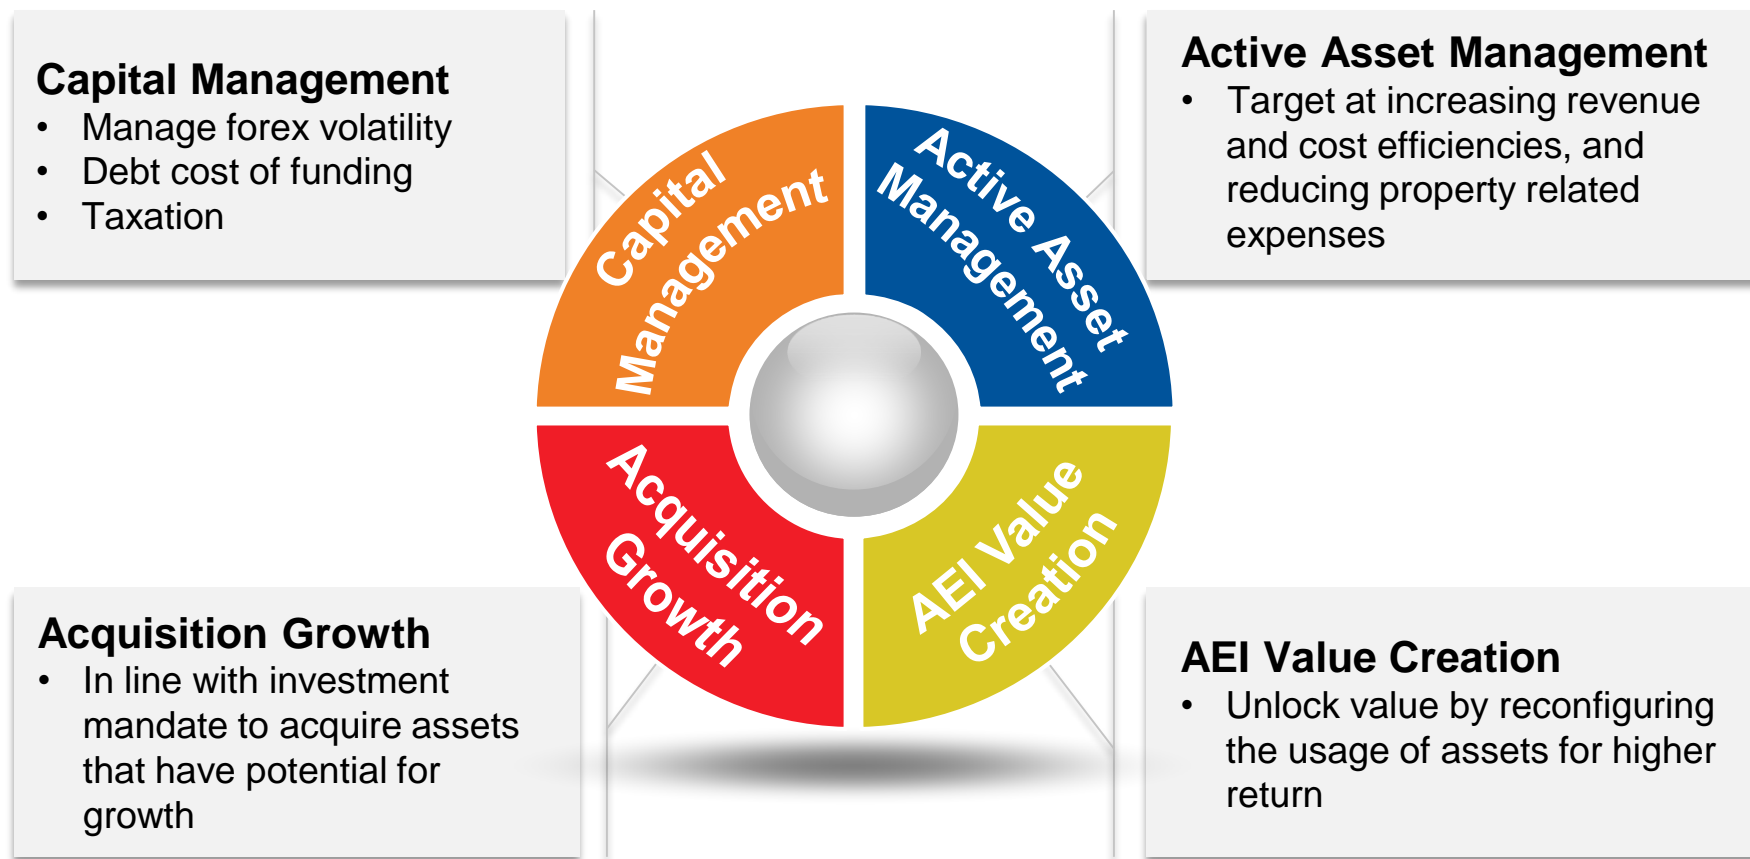 Capital Management
• Manage forex volatility
• Debt cost of funding
• Taxation
Active Asset Management
• Target at increasing revenue
and cost efficiencies, and
reducing property related
expenses
Capital
Management
Active Asset
Management
Acquisition
Growth
AEI Value
Creation
Acquisition Growth
• In line with investment
mandate to acquire assets
that have potential for
growth
AEI Value Creation
• Unlock value by reconfiguring
the usage of assets for higher
return